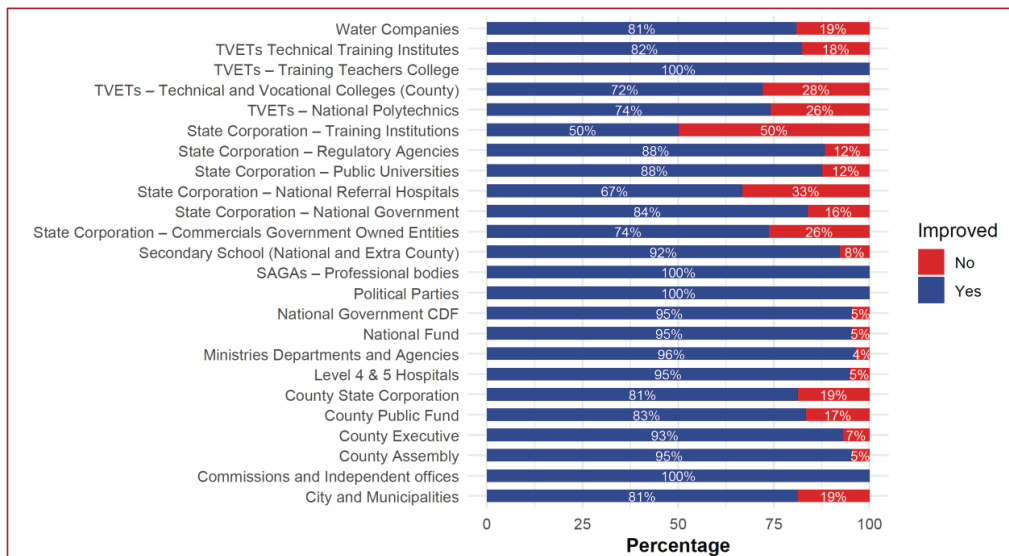 Water Companies 81% 19%
TVETs Technical Training Institutes 82% 18%
TVETs – Training Teachers College 100%
TVETs – Technical and Vocational Colleges (County) 72% 28%
TVETs – National Polytechnics 74% 26%
State Corporation – Training Institutions 50% 50%
State Corporation – Regulatory Agencies 88% 12%
State Corporation – Public Universities 88% 12%
State Corporation – National Referral Hospitals 67% 33%
State Corporation – National Government 84% 16%
State Corporation – Commercials Government Owned Entities 74% 26%
Secondary School (National and Extra County) 92% 8%
SAGAs – Professional bodies 100%
Political Parties 100%
National Government CDF 95% 5%
National Fund 95% 5%
Ministries Departments and Agencies 96% 4%
Level 4 & 5 Hospitals 95% 5%
County State Corporation 81% 19%
County Public Fund 83% 17%
County Executive 93% 7%
County Assembly 95% 5%
Commissions and Independent offices 100%
City and Municipalities 81% 19%
0 25 50 75 100
Percentage
Improved
No
Yes